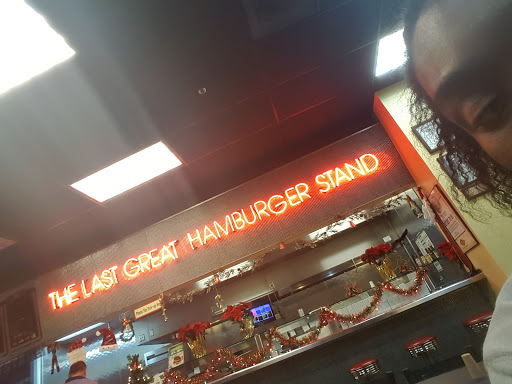 THE LAST GREAT HAMBURGER STAND